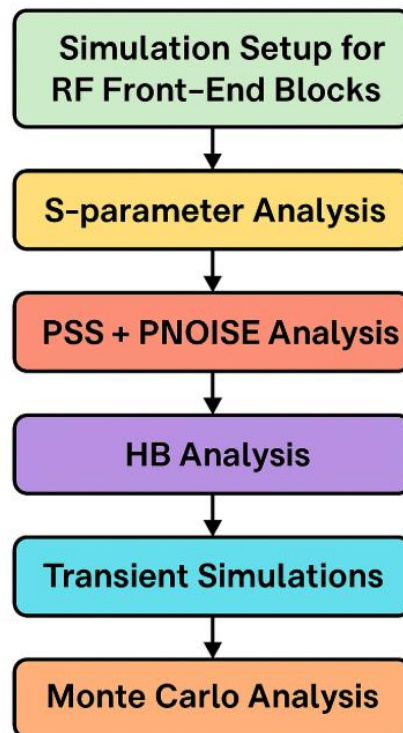 Simulation Setup for
RF Front-End Blocks
S-parameter Analysis
PSS + PNOISE Analysis
HB Analysis
Transient Simulations
Monte Carlo Analysis